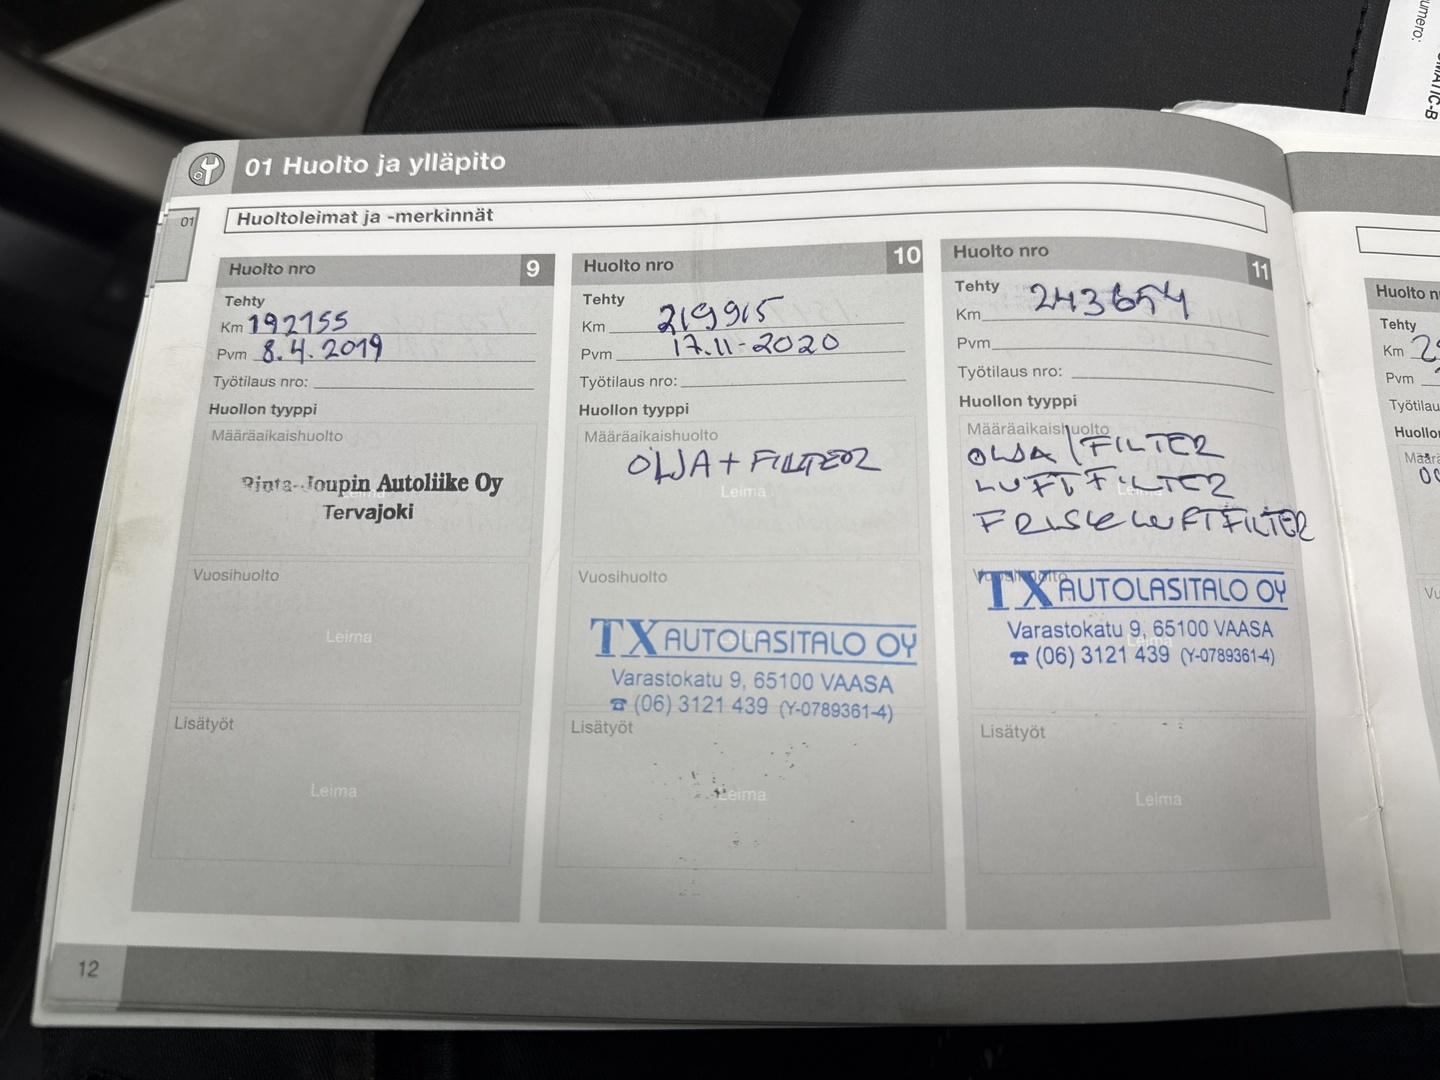 01 Huolto ja ylläpito
01
Huoltoleimat ja -merkinnät
Huolto nro 9
Tehty
Km 192155
Pvm 8.4.2019
Työtilaus nro:
Huollon tyyppi
Määräaikaishuolto
Rinta-Joupin Autoliike Oy
Leima
Tervajoki
Vuosihuolto
Leima
Lisätyöt
Leima
Huolto nro 10
Tehty
Km 219915
Pvm 17.11-2020
Työtilaus nro:
Huollon tyyppi
Määräaikaishuolto
OLJA + FILTER
Leima
Vuosihuolto
TX AUTOLASITALO OY
Leima
Varastokatu 9, 65100 VAASA
☎ (06) 3121 439 (Y-0789361-4)
Lisätyöt
Leima
Huolto nro 11
Tehty
Km 243654
Pvm
Työtilaus nro:
Huollon tyyppi
Määräaikaishuolto
OLJA / FILTER
LUFTFILTER
Leima
FRISKLUFTFILTER
Vuosihuolto
TX AUTOLASITALO OY
Varastokatu 9, 65100 VAASA
Leima
☎ (06) 3121 439 (Y-0789361-4)
Lisätyöt
Leima
12
Tehty
Km
Pvm